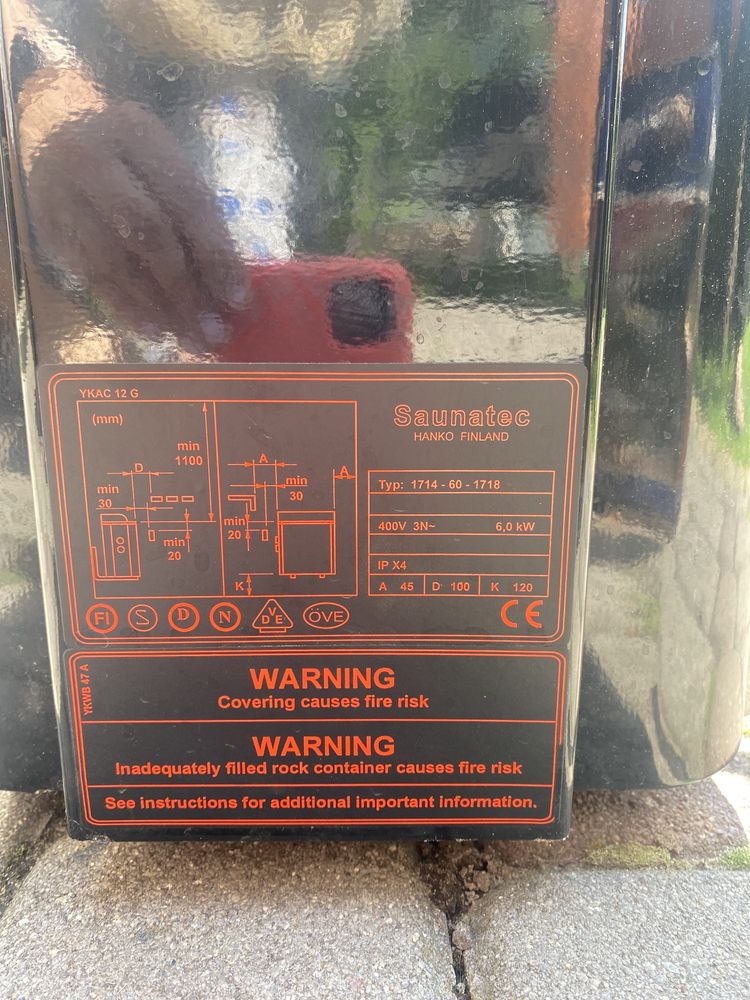 YKAC 12 G
(mm)
min
1100
D
min
30
min
20
A
A
min
30
min
20
K
Saunatec
HANKO FINLAND
Typ: 1714 - 60 - 1718
400V 3N~ 6,0 kW
IP X4
A 45 D 100 K 120
FI S D N VDE ÖVE CE
YKWB 47 A
WARNING
Covering causes fire risk
WARNING
Inadequately filled rock container causes fire risk
See instructions for additional important information.